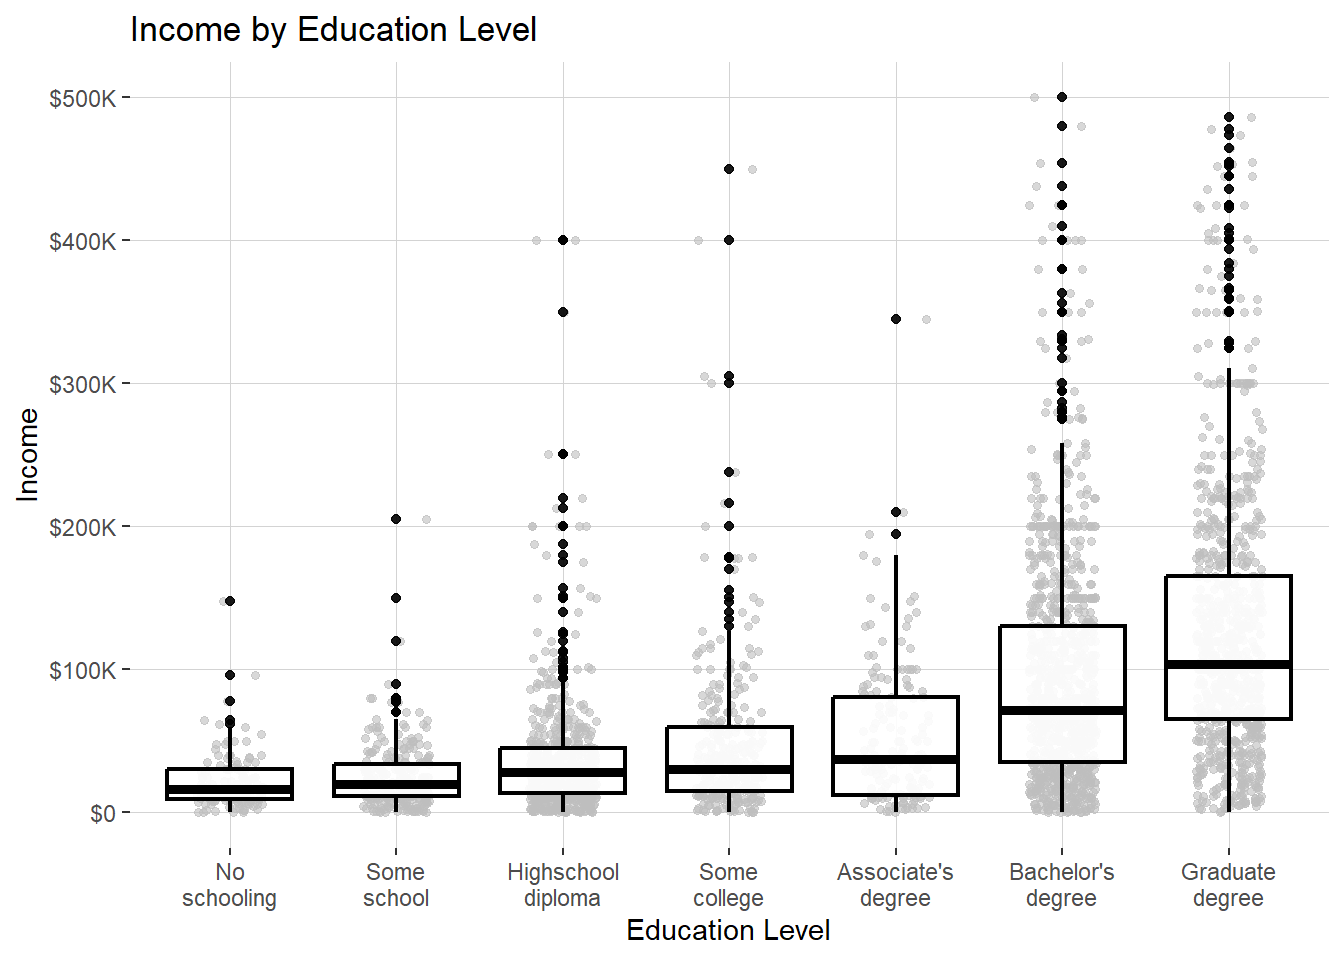 Income by Education Level
$500K
$400K
$300K
$200K
$100K
$0
Income
No
schooling
Some
school
Highschool
diploma
Some
college
Associate's
degree
Bachelor's
degree
Graduate
degree
Education Level